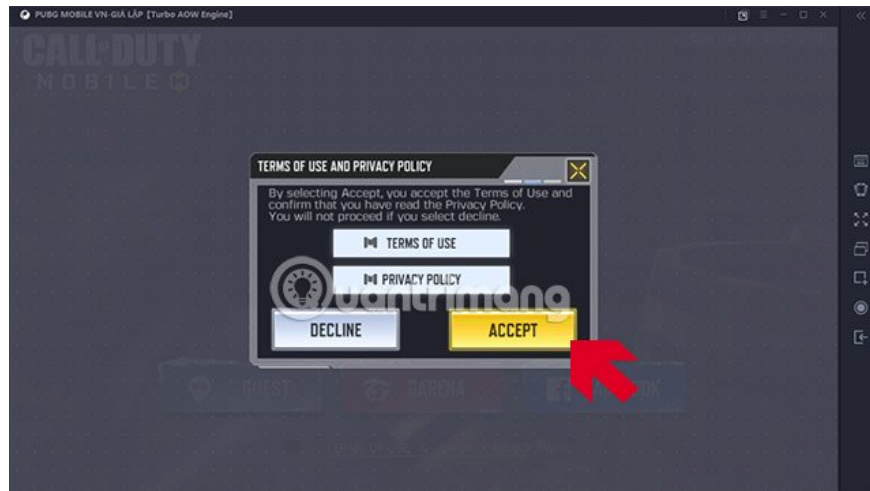 PUBG MOBILE VN-GIẢ LẬP [Turbo AOW Engine]
CALL OF DUTY
MOBILE
TERMS OF USE AND PRIVACY POLICY
By selecting Accept, you accept the Terms of Use and
confirm that you have read the Privacy Policy.
You will not proceed if you select decline.
TERMS OF USE
PRIVACY POLICY
Quantrimang
DECLINE
ACCEPT
GUEST
GARENA